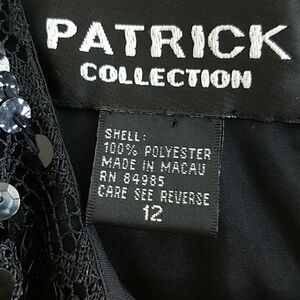 PATRICK
COLLECTION
SHELL:
100% POLYESTER
MADE IN MACAU
RN 84985
CARE SEE REVERSE
12